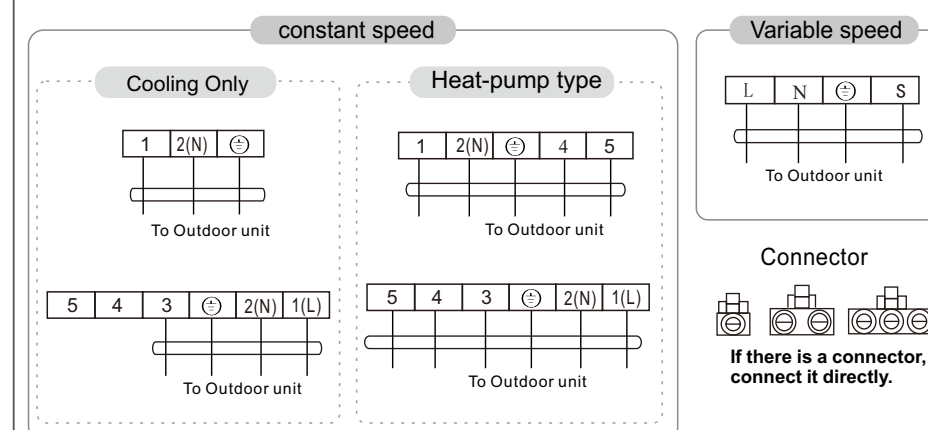 constant speed
Variable speed
Cooling Only
Heat-pump type
1 2(N)
To Outdoor unit
5 4 3 2(N) 1(L)
To Outdoor unit
1 2(N) 4 5
To Outdoor unit
5 4 3 2(N) 1(L)
To Outdoor unit
L N S
To Outdoor unit
Connector
If there is a connector,
connect it directly.